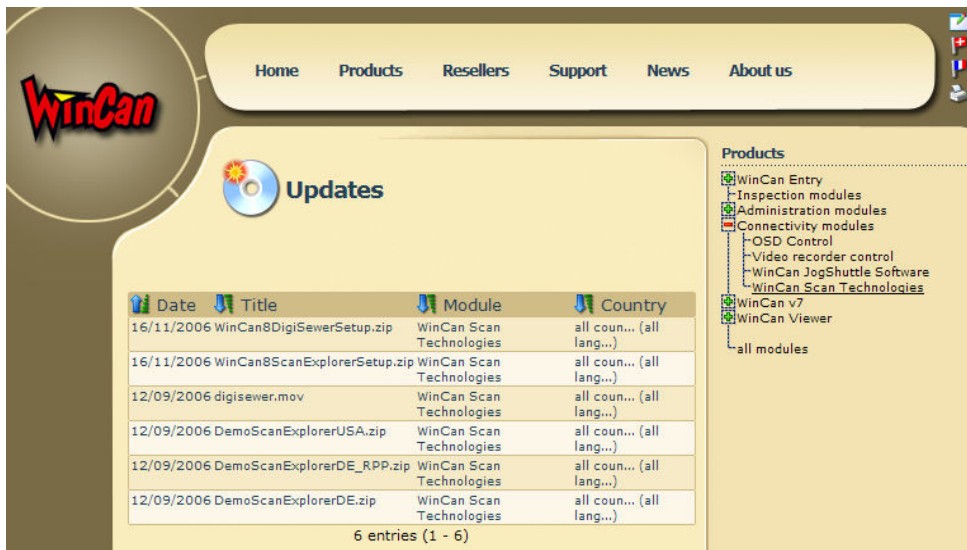 WinCan
Home Products Resellers Support News About us
Updates
Date Title Module Country
16/11/2006 WinCan8DigiSewerSetup.zip WinCan Scan all coun... (all
Technologies lang...)
16/11/2006 WinCan8ScanExplorerSetup.zip WinCan Scan all coun... (all
Technologies lang...)
12/09/2006 digisewer.mov WinCan Scan all coun... (all
Technologies lang...)
12/09/2006 DemoScanExplorerUSA.zip WinCan Scan all coun... (all
Technologies lang...)
12/09/2006 DemoScanExplorerDE_RPP.zip WinCan Scan all coun... (all
Technologies lang...)
12/09/2006 DemoScanExplorerDE.zip WinCan Scan all coun... (all
Technologies lang...)
6 entries (1 - 6)
Products
WinCan Entry
Inspection modules
Administration modules
Connectivity modules
OSD Control
Video recorder control
WinCan JogShuttle Software
WinCan Scan Technologies
WinCan v7
WinCan Viewer
all modules